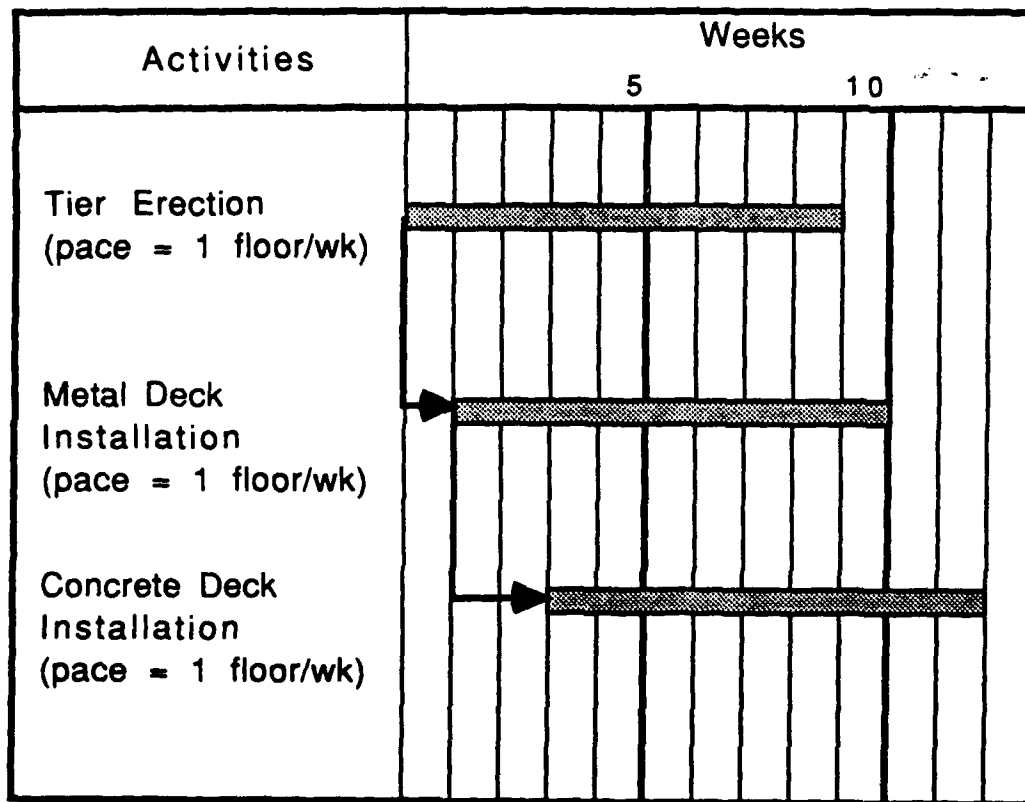 Activities
Weeks
5 10
Tier Erection
(pace = 1 floor/wk)
Metal Deck
Installation
(pace = 1 floor/wk)
Concrete Deck
Installation
(pace = 1 floor/wk)